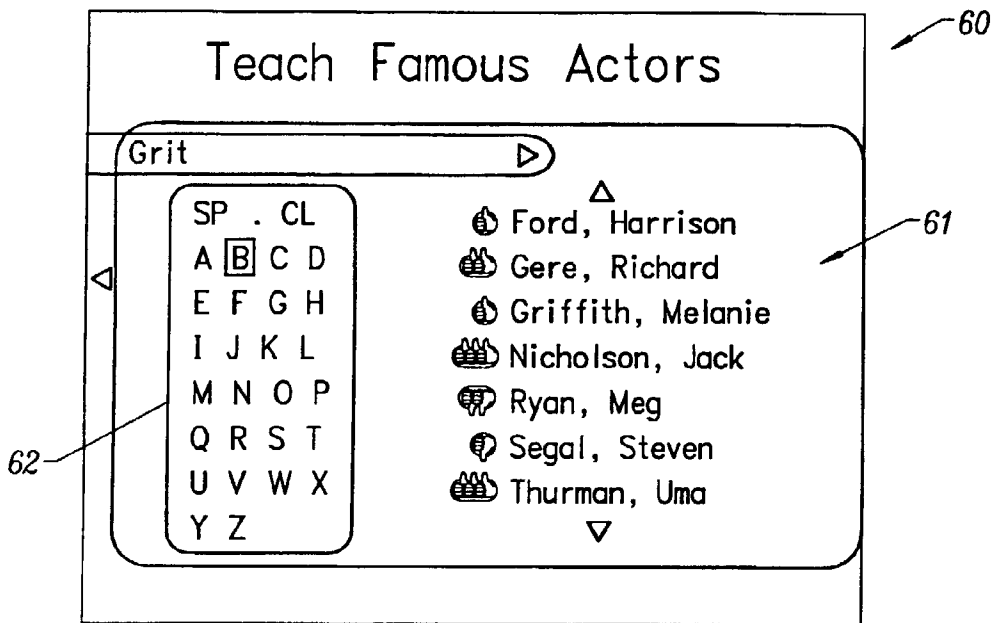 60
Teach Famous Actors
Grit
SP . CL
A B C D
E F G H
I J K L
M N O P
Q R S T
U V W X
Y Z
62
Ford, Harrison
Gere, Richard
Griffith, Melanie
Nicholson, Jack
Ryan, Meg
Segal, Steven
Thurman, Uma
61